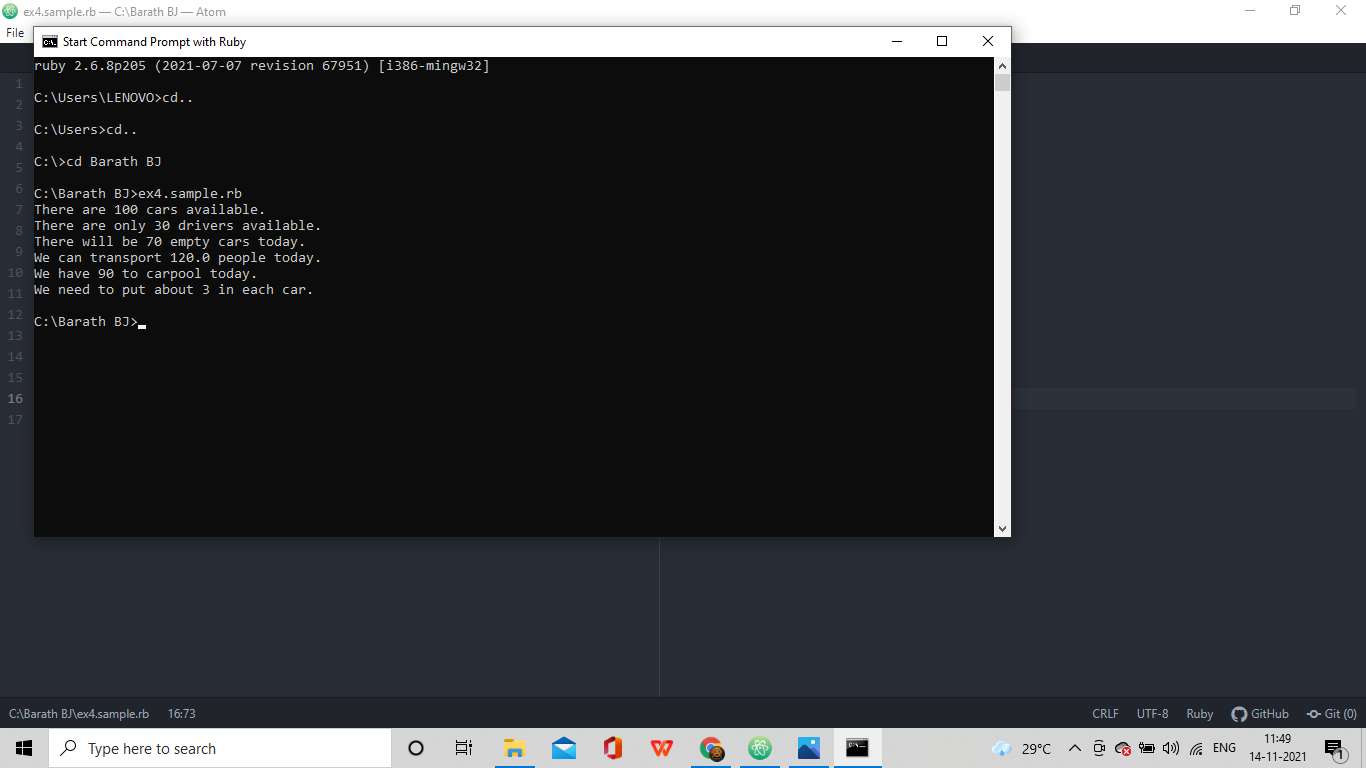 ex4.sample.rb — C:\Barath BJ — Atom
File
Start Command Prompt with Ruby
ruby 2.6.8p205 (2021-07-07 revision 67951) [i386-mingw32]
C:\Users\LENOVO>cd..
C:\Users>cd..
C:\>cd Barath BJ
C:\Barath BJ>ex4.sample.rb
There are 100 cars available.
There are only 30 drivers available.
There will be 70 empty cars today.
We can transport 120.0 people today.
We have 90 to carpool today.
We need to put about 3 in each car.
C:\Barath BJ>
1
2
3
4
5
6
7
8
9
10
11
12
13
14
15
16
17
C:\Barath BJ\ex4.sample.rb 16:73 CRLF UTF-8 Ruby GitHub Git (0)
Type here to search 29°C ENG 11:49
14-11-2021 1